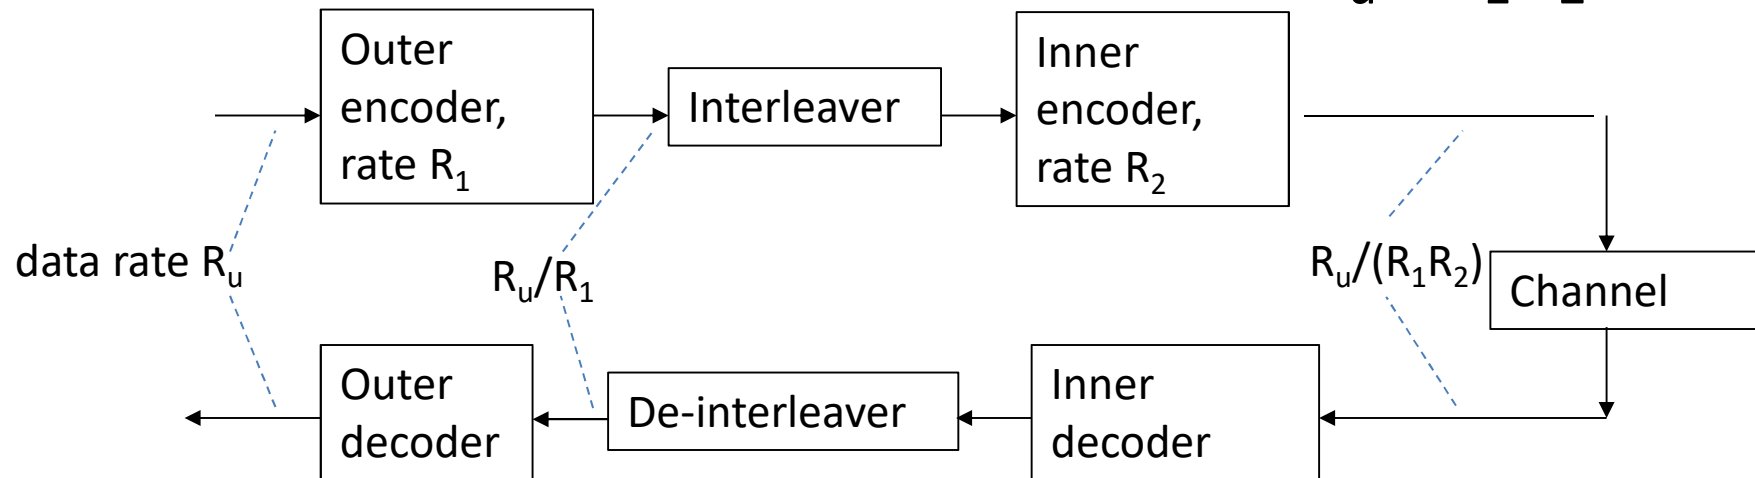 Outer
encoder,
rate R₁
Interleaver
Inner
encoder,
rate R₂
data rate Rᵤ
Rᵤ/R₁
Rᵤ/(R₁R₂)
Channel
Outer
decoder
De-interleaver
Inner
decoder